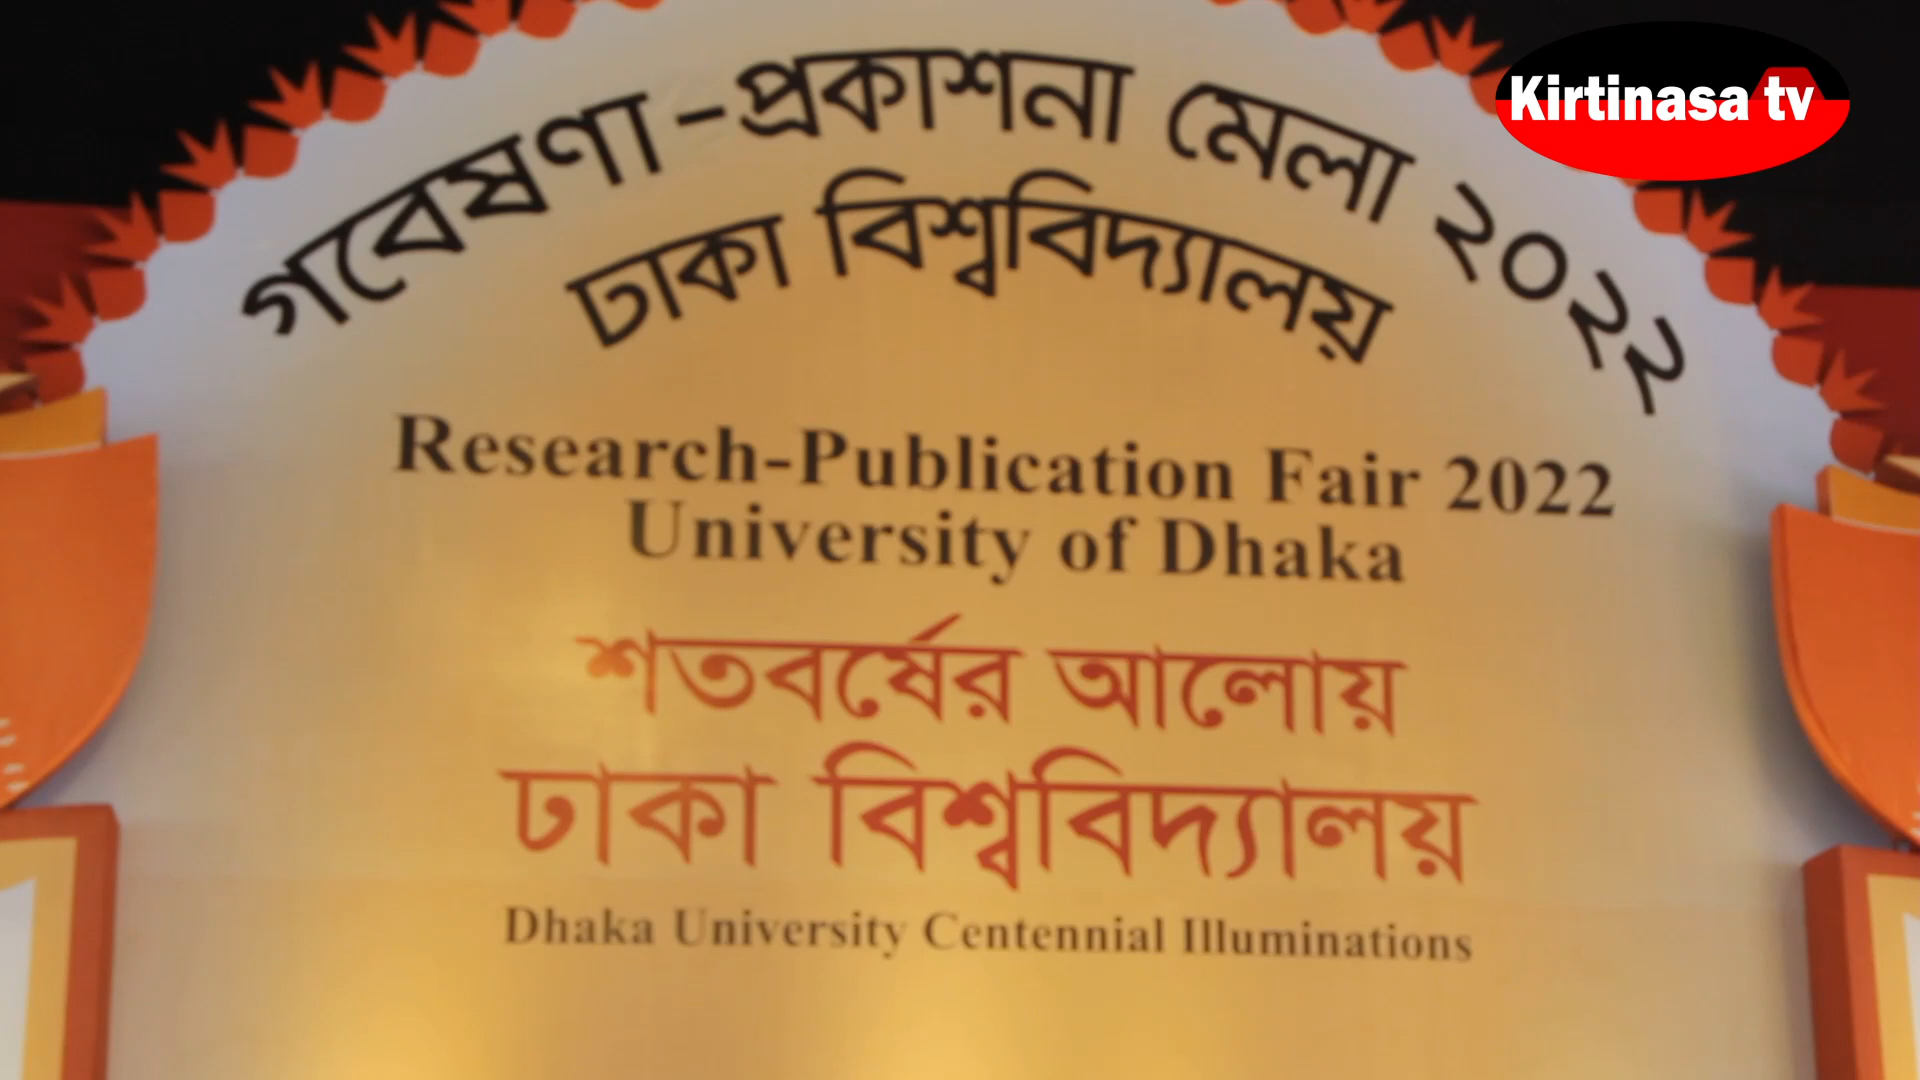 Kirtinasa tv
গবেষণা-প্রকাশনা মেলা ২০২২
ঢাকা বিশ্ববিদ্যালয়
Research-Publication Fair 2022
University of Dhaka
শতবর্ষের আলোয়
ঢাকা বিশ্ববিদ্যালয়
Dhaka University Centennial Illuminations